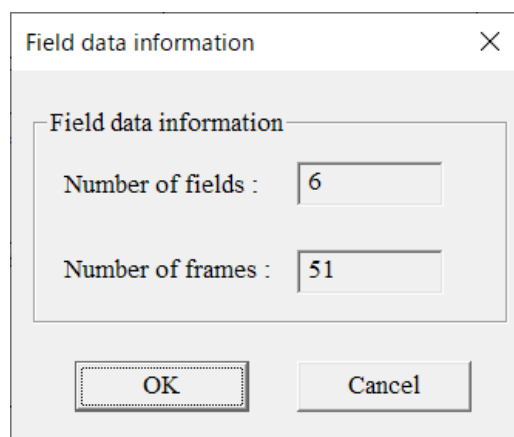 Field data information
Field data information
Number of fields : 6
Number of frames : 51
OK Cancel